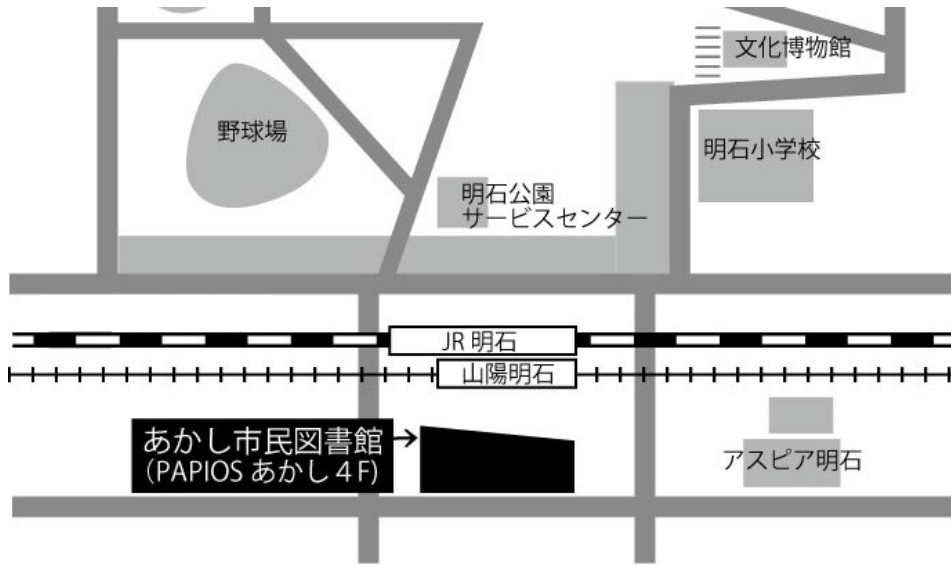 文化博物館
野球場
明石小学校
明石公園
サービスセンター
JR 明石
山陽明石
あかし市民図書館
(PAPIOS あかし4F)
アスピア明石